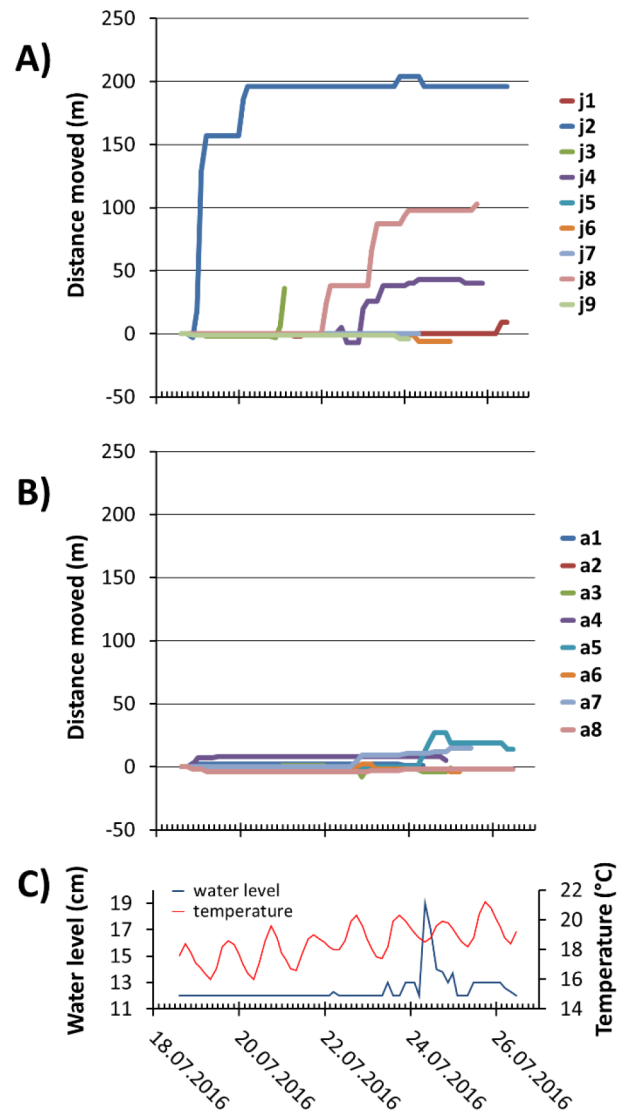 A)
Distance moved (m)
250
200
150
100
50
0
-50
j1
j2
j3
j4
j5
j6
j7
j8
j9
B)
Distance moved (m)
250
200
150
100
50
0
-50
a1
a2
a3
a4
a5
a6
a7
a8
C)
Water level (cm)
19
17
15
13
11
water level
temperature
22
20
18
16
14
Temperature (°C)
18.07.2016
20.07.2016
22.07.2016
24.07.2016
26.07.2016